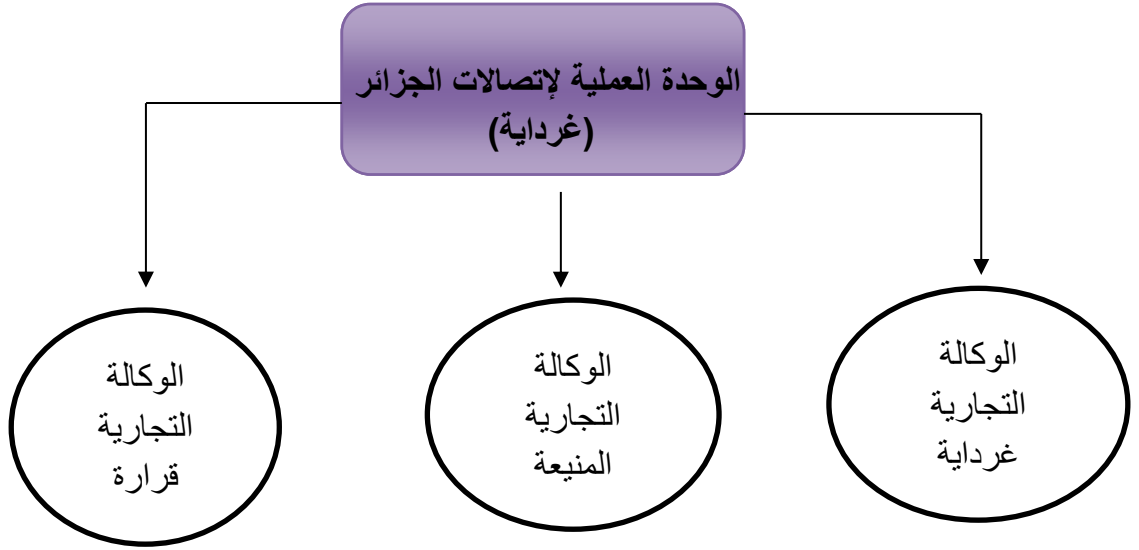 الوحدة العملية لإتصالات الجزائر
(غرداية)
الوكالة
التجارية
غرداية
الوكالة
التجارية
المنيعة
الوكالة
التجارية
قرارة